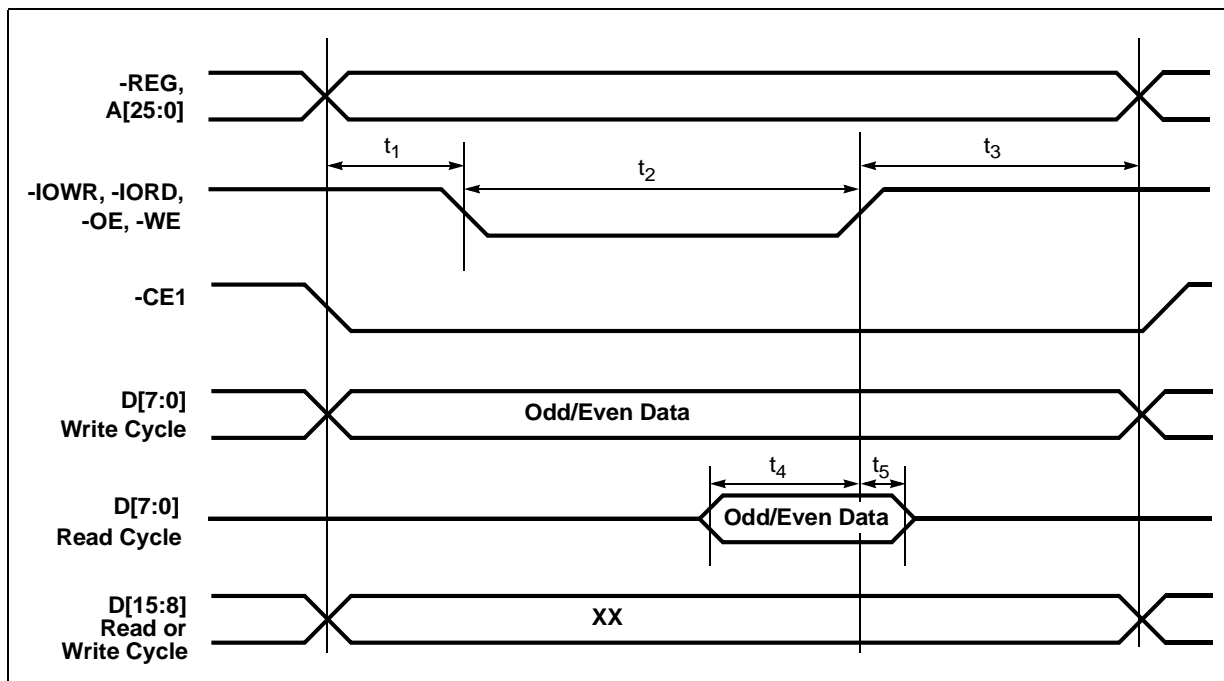 -REG,
A[25:0]
t1
t2
t3
-IOWR, -IORD,
-OE, -WE
-CE1
D[7:0]
Write Cycle
Odd/Even Data
t4
t5
D[7:0]
Read Cycle
Odd/Even Data
D[15:8]
Read or
Write Cycle
XX